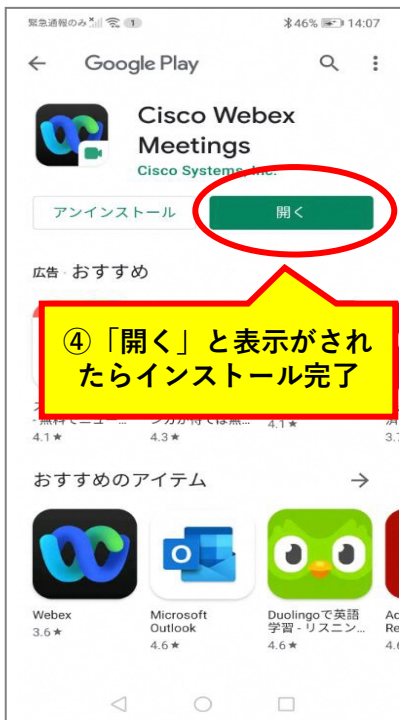 緊急通報のみ
1
46%
14:07
Google Play
Cisco Webex
Meetings
Cisco Systems, Inc.
アンインストール
開く
広告・おすすめ
④「開く」と表示がされ
たらインストール完了
4.1★
4.3★
4.1★
おすすめのアイテム
Webex
3.6★
Microsoft
Outlook
4.6★
Duolingoで英語
学習 - リスニン...
4.6★